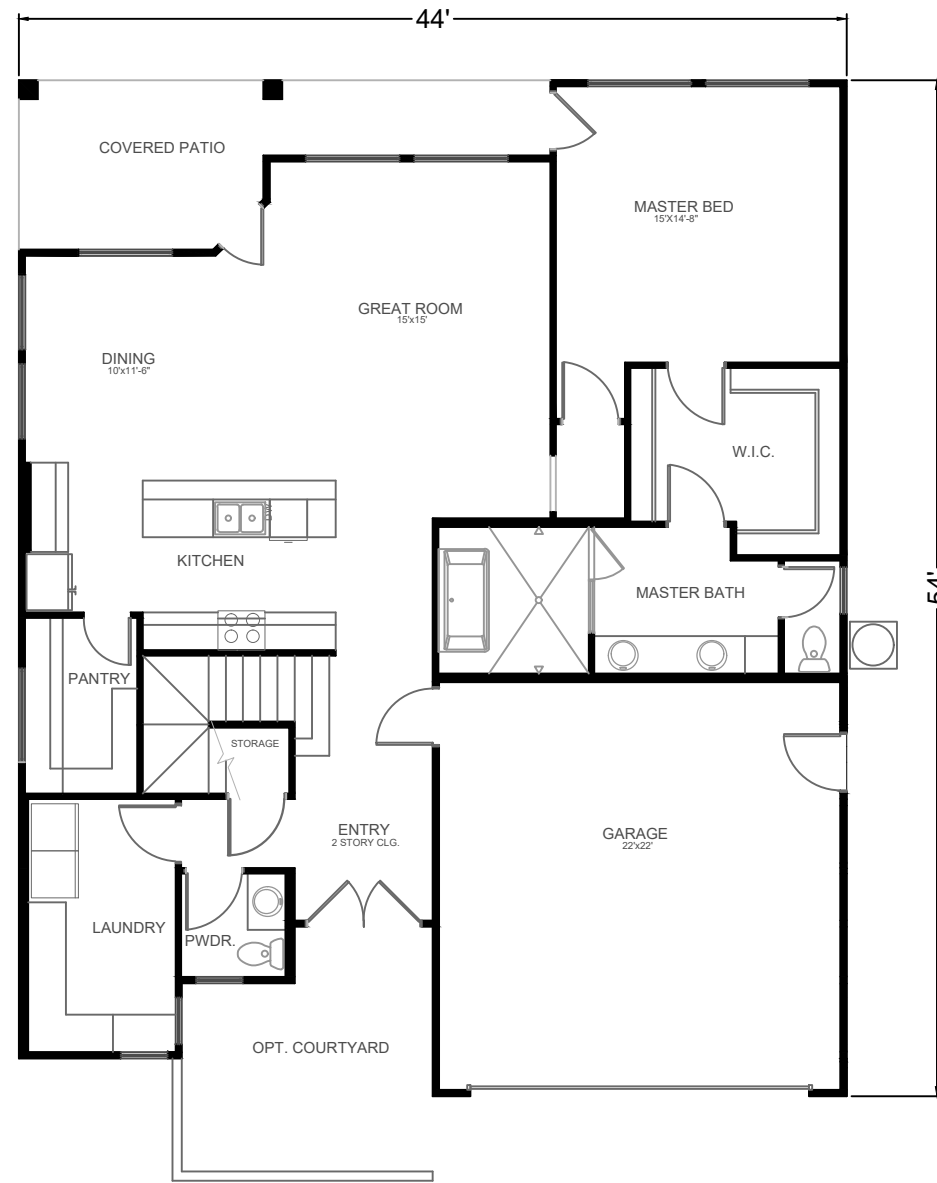 44'
COVERED PATIO
MASTER BED
15'X14'-8"
GREAT ROOM
15'x15'
DINING
10'x11'-6"
W.I.C.
KITCHEN
DW
MASTER BATH
54'
PANTRY
STORAGE
ENTRY
2 STORY CLG.
GARAGE
22'x22'
LAUNDRY
PWDR.
OPT. COURTYARD